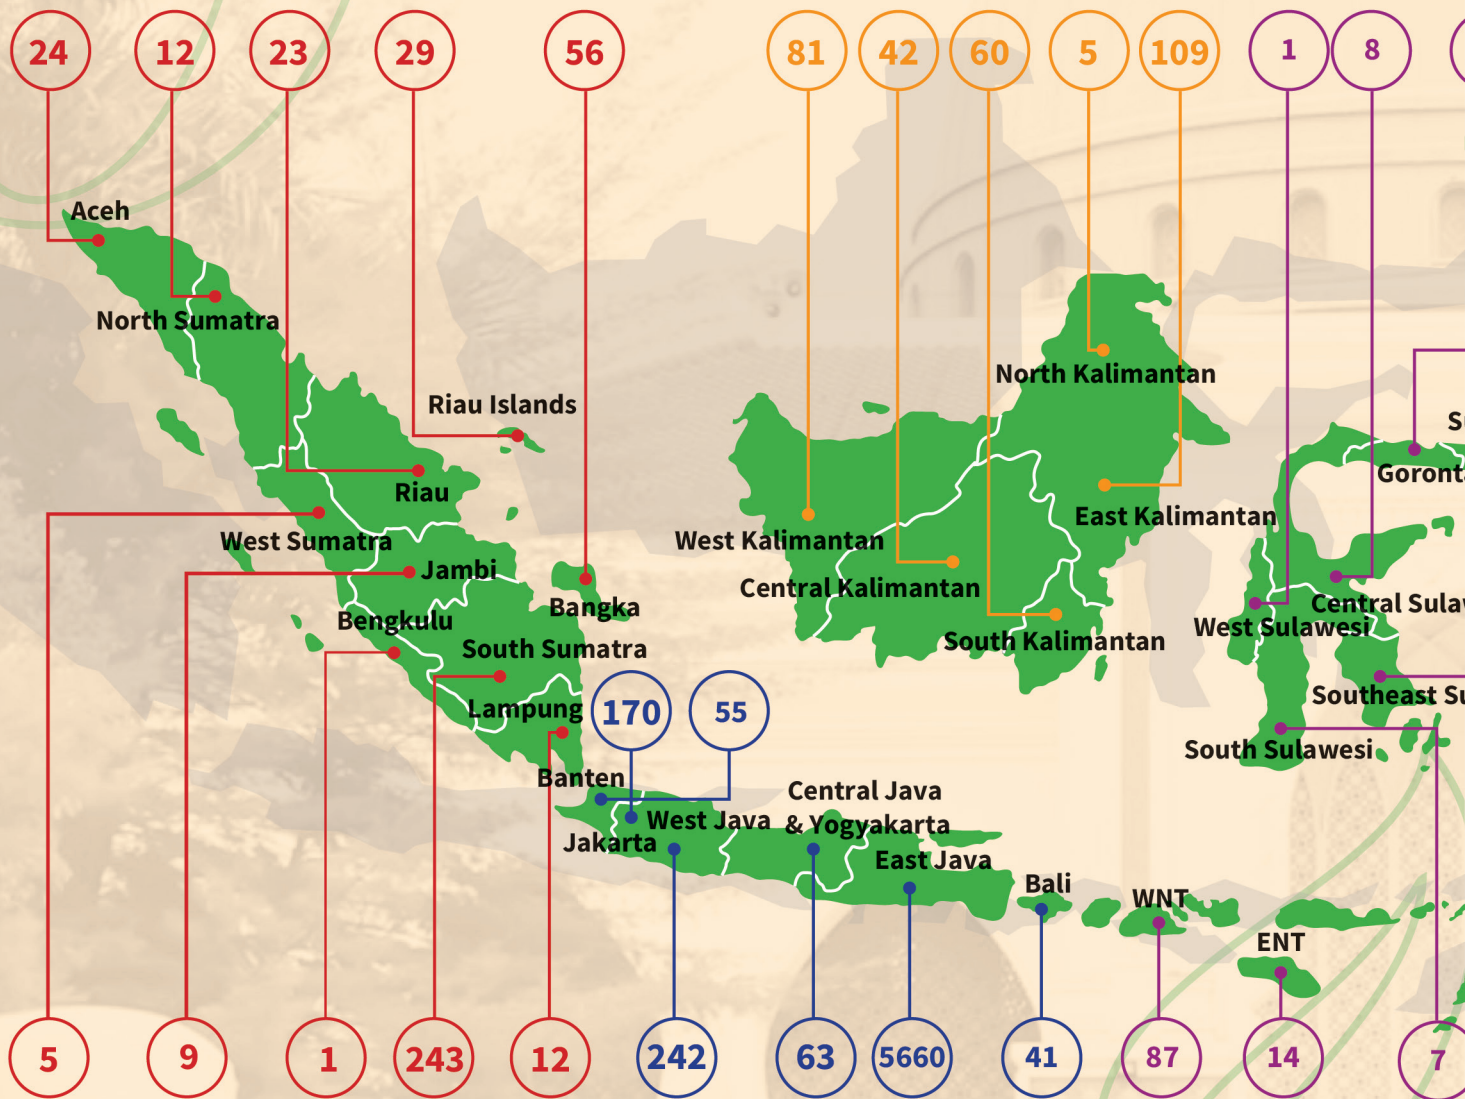 24 12 23 29 56 81 42 60 5 109 1 8
Aceh
North Sumatra
Riau Islands
North Kalimantan
Riau
West Sumatra
West Kalimantan
East Kalimantan
Jambi
Central Kalimantan
Bangka
Bengkulu
West Sulawesi
South Sumatra
South Kalimantan
Lampung
170 55
South Sulawesi
Banten
Central Java
& Yogyakarta
West Java
Jakarta
East Java
Bali
WNT
ENT
5 9 1 243 12 242 63 5660 41 87 14 7